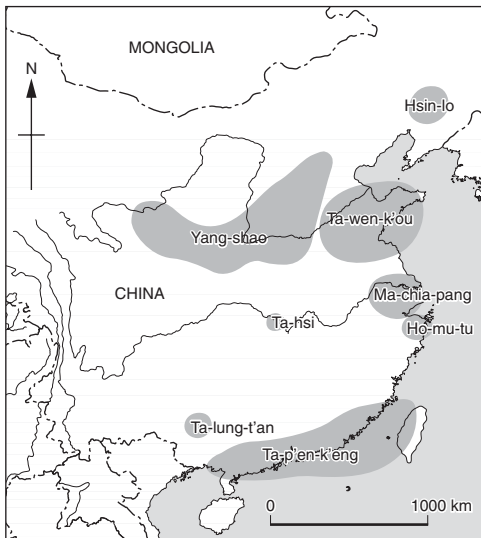 MONGOLIA
N
Hsin-lo
Ta-wen-k'ou
Yang-shao
CHINA
Ma-chia-pang
Ta-hsi
Ho-mu-tu
Ta-lung-t'an
Ta-p'en-k'eng
0 1000 km